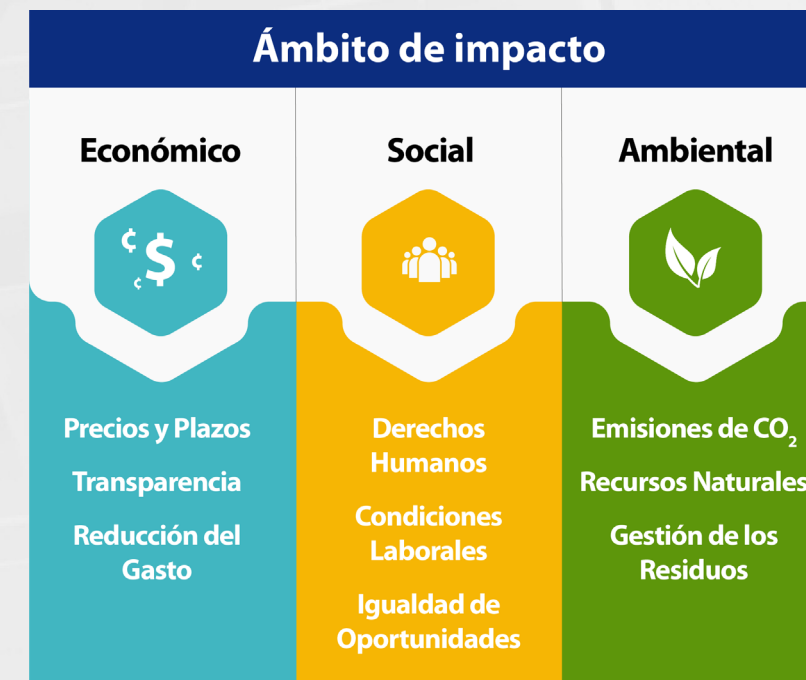 Ámbito de impacto
Económico
Precios y Plazos
Transparencia
Reducción del
Gasto
Social
Derechos
Humanos
Condiciones
Laborales
Igualdad de
Oportunidades
Ambiental
Emisiones de CO₂
Recursos Naturales
Gestión de los
Residuos